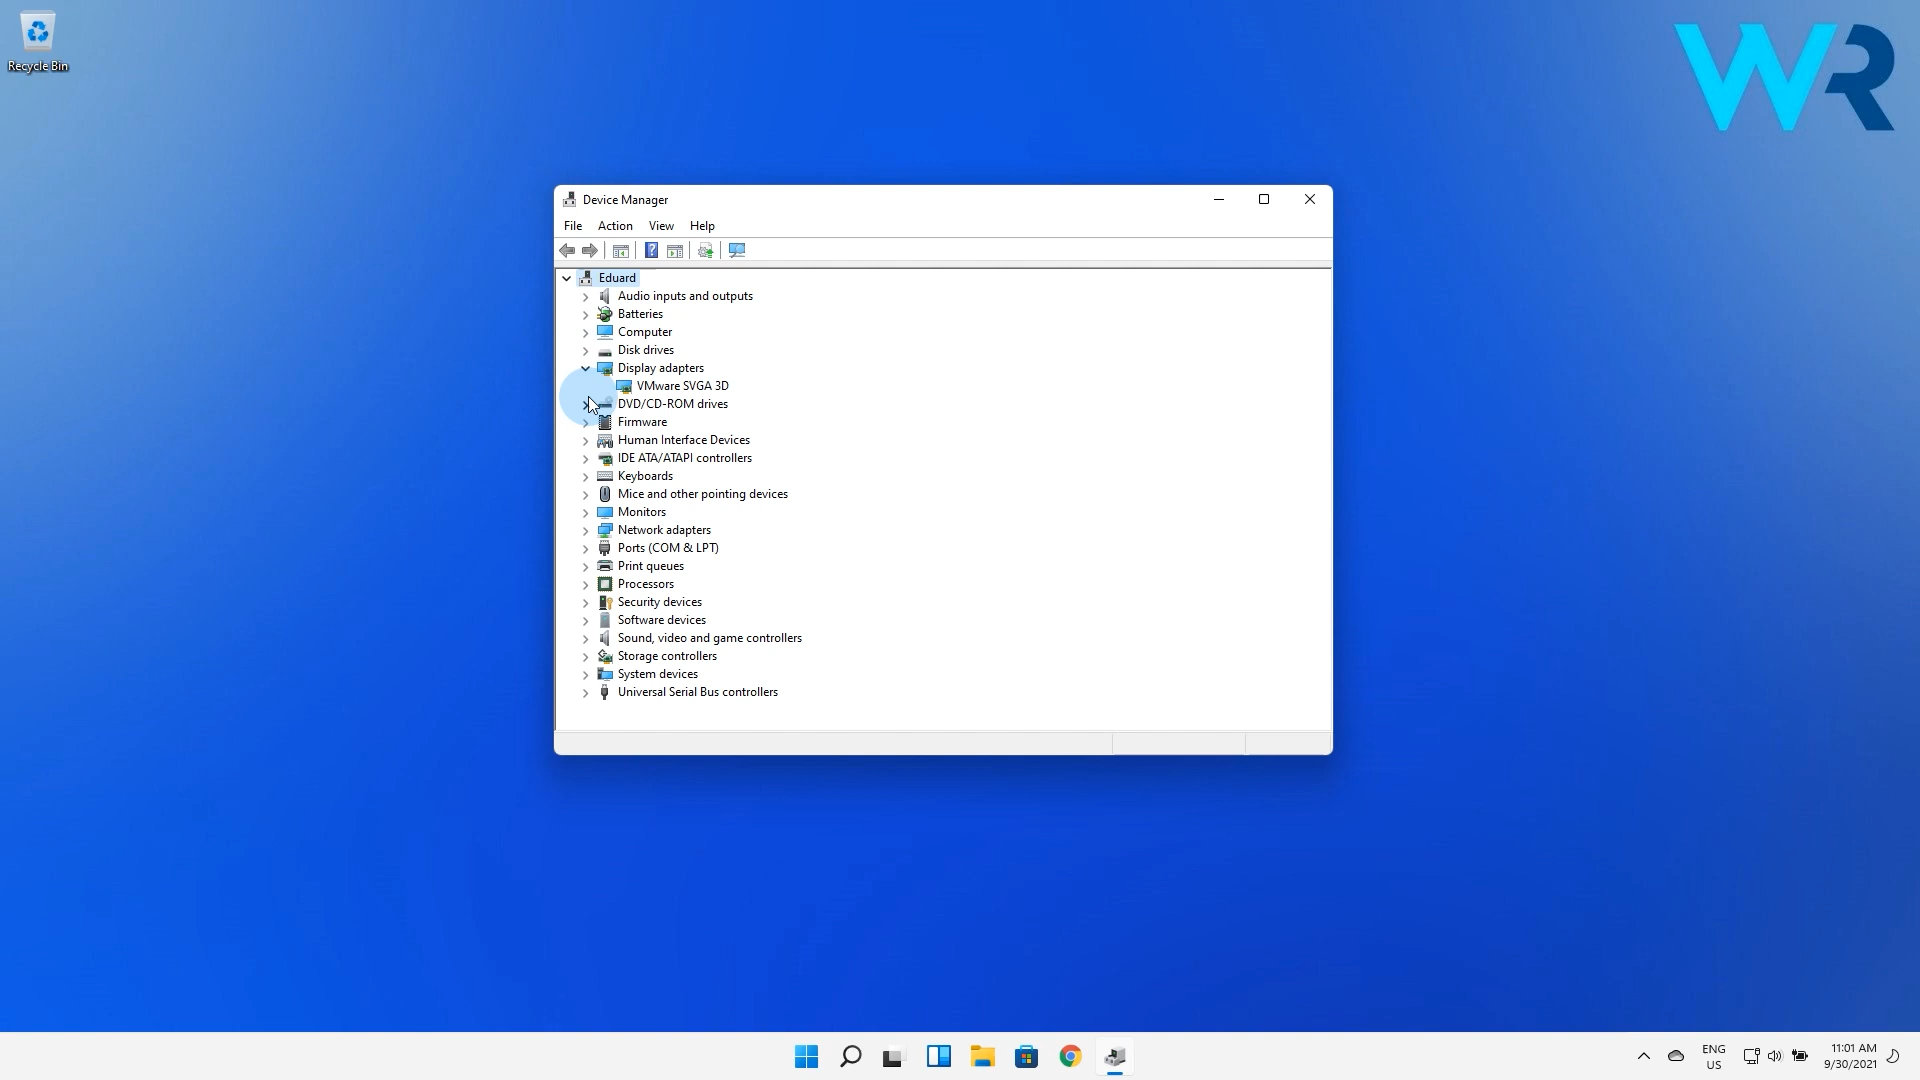 Recycle Bin
WR
Device Manager
File Action View Help
?
Eduard
Audio inputs and outputs
Batteries
Computer
Disk drives
Display adapters
VMware SVGA 3D
DVD/CD-ROM drives
Firmware
Human Interface Devices
IDE ATA/ATAPI controllers
Keyboards
Mice and other pointing devices
Monitors
Network adapters
Ports (COM & LPT)
Print queues
Processors
Security devices
Software devices
Sound, video and game controllers
Storage controllers
System devices
Universal Serial Bus controllers
ENG
US
11:01 AM
9/30/2021